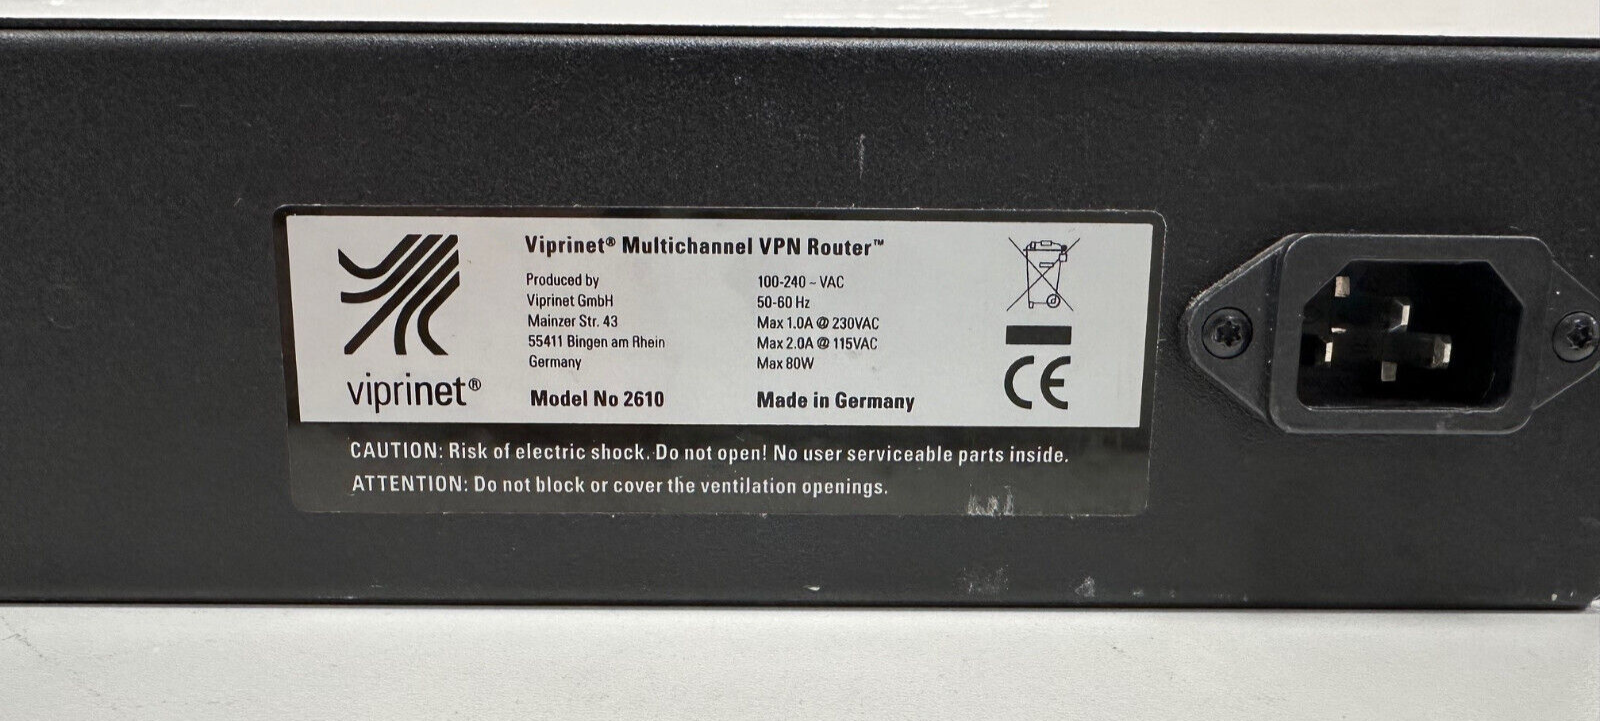 Viprinet® Multichannel VPN Router™
Produced by
Viprinet GmbH
Mainzer Str. 43
55411 Bingen am Rhein
Germany
Model No 2610
100-240 ~ VAC
50-60 Hz
Max 1.0A @ 230VAC
Max 2.0A @ 115VAC
Max 80W
Made in Germany
CE
viprinet®
CAUTION: Risk of electric shock. Do not open! No user serviceable parts inside.
ATTENTION: Do not block or cover the ventilation openings.